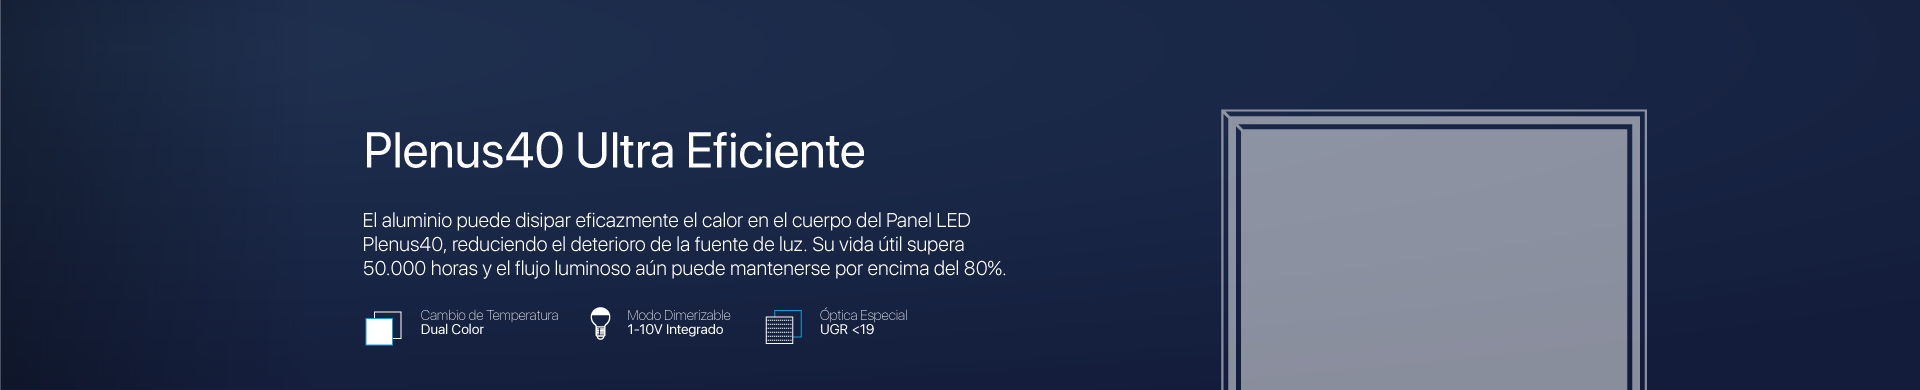 Plenus40 Ultra Eficiente
El aluminio puede disipar eficazmente el calor en el cuerpo del Panel LED
Plenus40, reduciendo el deterioro de la fuente de luz. Su vida útil supera
50.000 horas y el flujo luminoso aún puede mantenerse por encima del 80%.
Cambio de Temperatura
Dual Color
Modo Dimerizable
1-10V Integrado
Óptica Especial
UGR <19